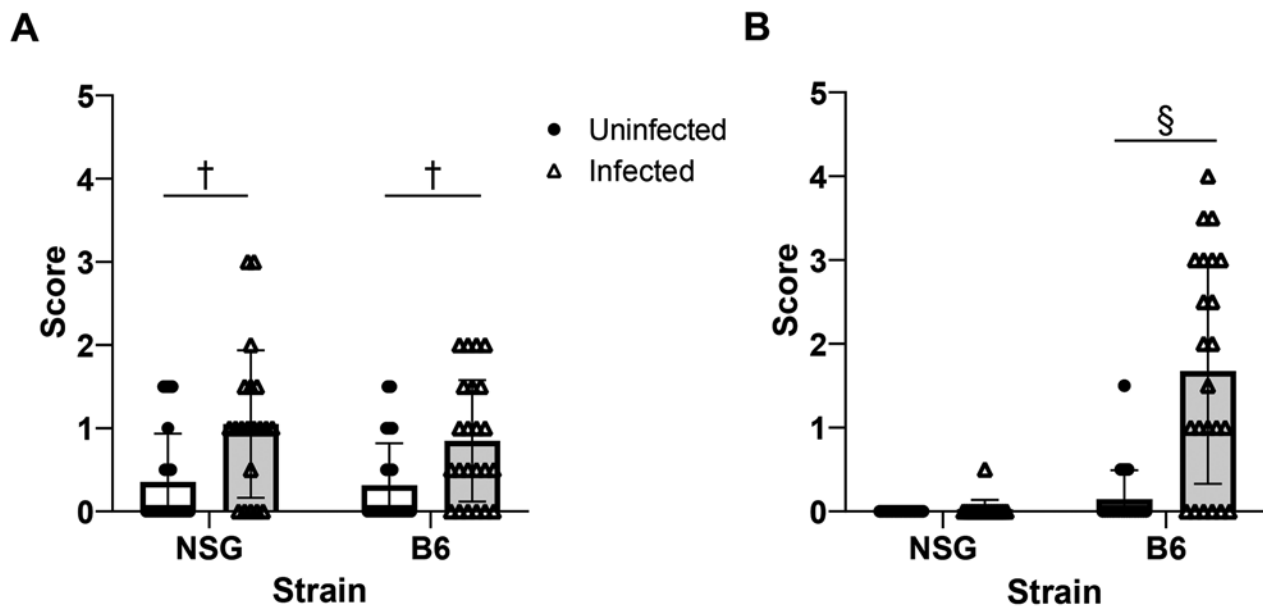 A
5
4
3
2
1
0
Score
† †
NSG B6
Strain
Uninfected
Infected
B
5
4
3
2
1
0
Score
§
NSG B6
Strain